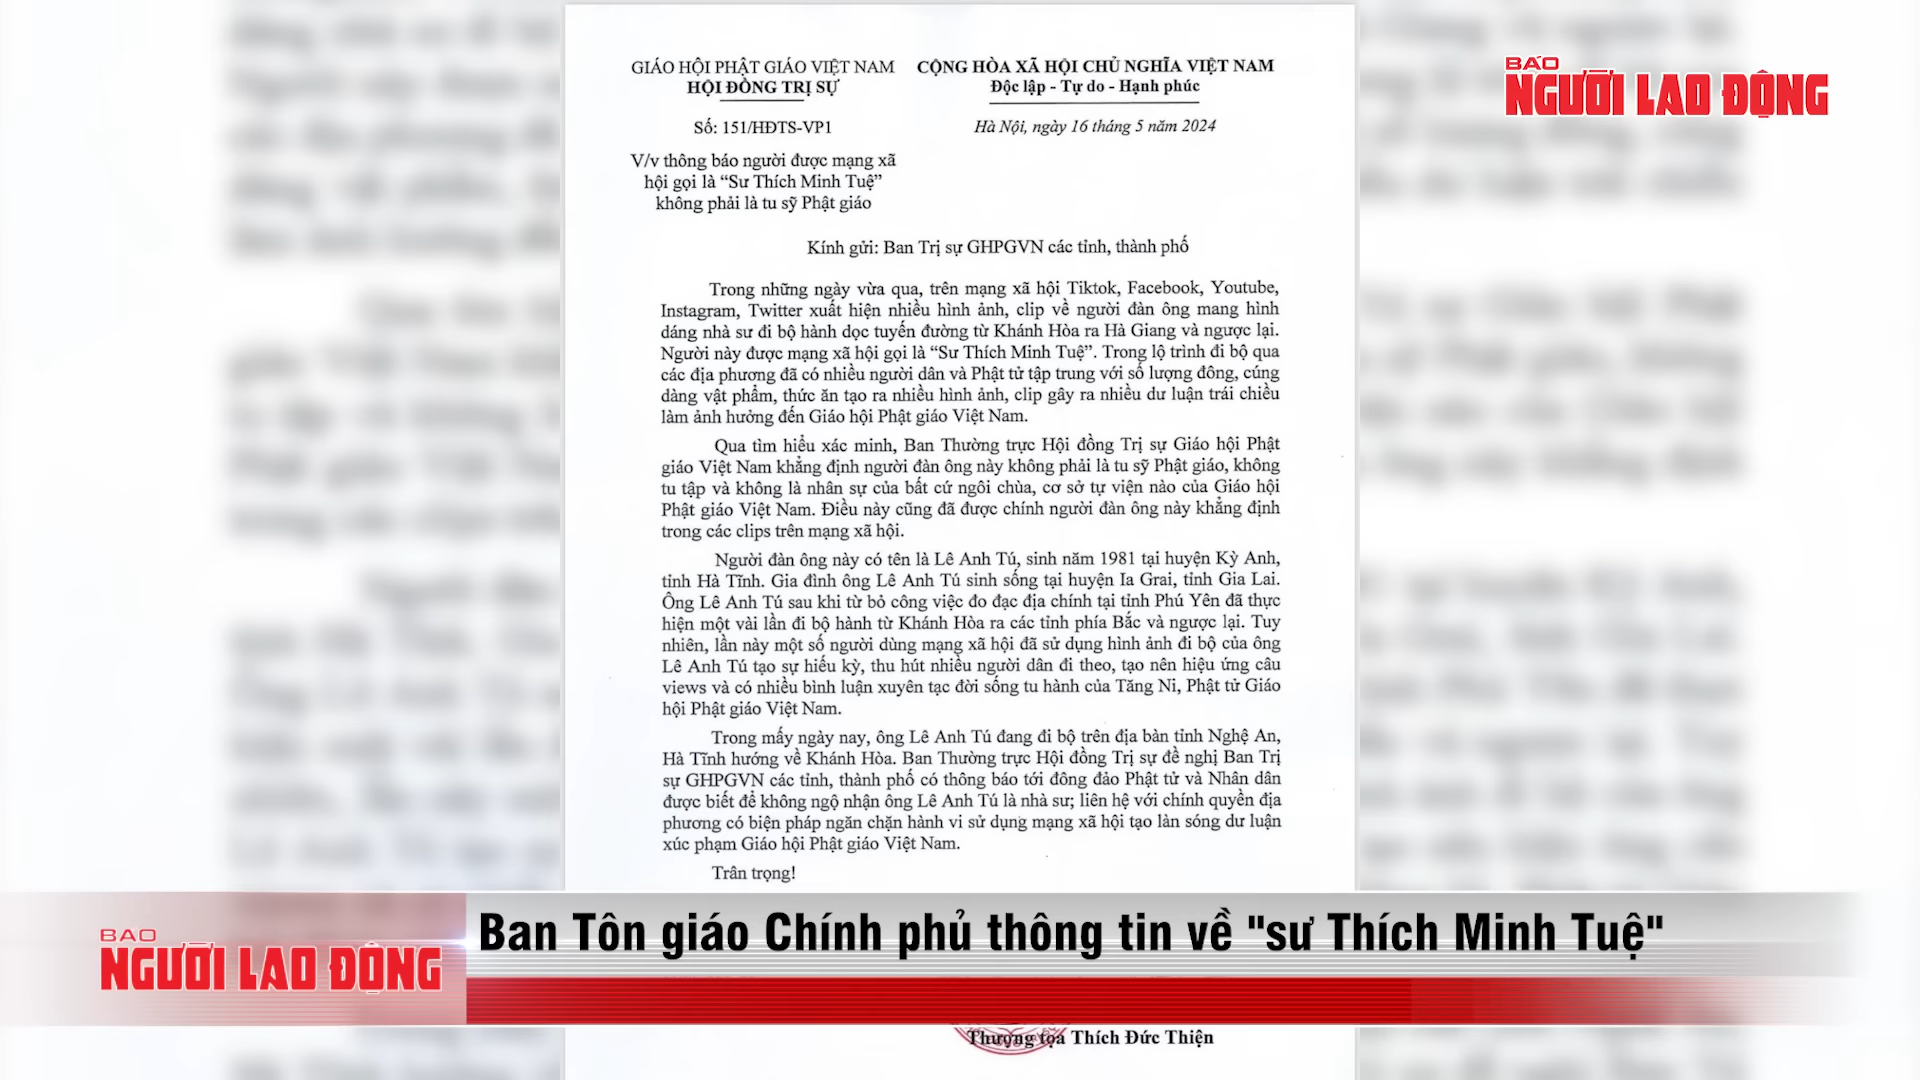 GIÁO HỘI PHẬT GIÁO VIỆT NAM
HỘI ĐỒNG TRỊ SỰ
Số: 151/HĐTS-VP1
V/v thông báo người được mạng xã
hội gọi là “Sư Thích Minh Tuệ”
không phải là tu sỹ Phật giáo
CỘNG HÒA XÃ HỘI CHỦ NGHĨA VIỆT NAM
Độc lập - Tự do - Hạnh phúc
Hà Nội, ngày 16 tháng 5 năm 2024
BÁO
NGƯỜI LAO ĐỘNG
Kính gửi: Ban Trị sự GHPGVN các tỉnh, thành phố
Trong những ngày vừa qua, trên mạng xã hội Tiktok, Facebook, Youtube,
Instagram, Twitter xuất hiện nhiều hình ảnh, clip về người đàn ông mang hình
dáng nhà sư đi bộ hành dọc tuyến đường từ Khánh Hòa ra Hà Giang và ngược lại.
Người này được mạng xã hội gọi là “Sư Thích Minh Tuệ”. Trong lộ trình đi bộ qua
các địa phương đã có nhiều người dân và Phật tử tập trung với số lượng đông, cúng
dàng vật phẩm, thức ăn tạo ra nhiều hình ảnh, clip gây ra nhiều dư luận trái chiều
làm ảnh hưởng đến Giáo hội Phật giáo Việt Nam.
Qua tìm hiểu xác minh, Ban Thường trực Hội đồng Trị sự Giáo hội Phật
giáo Việt Nam khẳng định người đàn ông này không phải là tu sỹ Phật giáo, không
tu tập và không là nhân sự của bất cứ ngôi chùa, cơ sở tự viện nào của Giáo hội
Phật giáo Việt Nam. Điều này cũng đã được chính người đàn ông này khẳng định
trong các clips trên mạng xã hội.
Người đàn ông này có tên là Lê Anh Tú, sinh năm 1981 tại huyện Kỳ Anh,
tỉnh Hà Tĩnh. Gia đình ông Lê Anh Tú sinh sống tại huyện Ia Grai, tỉnh Gia Lai.
Ông Lê Anh Tú sau khi từ bỏ công việc đo đạc địa chính tại tỉnh Phú Yên đã thực
hiện một vài lần đi bộ hành từ Khánh Hòa ra các tỉnh phía Bắc và ngược lại. Tuy
nhiên, lần này một số người dùng mạng xã hội đã sử dụng hình ảnh đi bộ của ông
Lê Anh Tú tạo sự hiếu kỳ, thu hút nhiều người dân đi theo, tạo nên hiệu ứng câu
views và có nhiều bình luận xuyên tạc đời sống tu hành của Tăng Ni, Phật tử Giáo
hội Phật giáo Việt Nam.
Trong mấy ngày nay, ông Lê Anh Tú đang đi bộ trên địa bàn tỉnh Nghệ An,
Hà Tĩnh hướng về Khánh Hòa. Ban Thường trực Hội đồng Trị sự đề nghị Ban Trị
sự GHPGVN các tỉnh, thành phố có thông báo tới đông đảo Phật tử và Nhân dân
được biết để không ngộ nhận ông Lê Anh Tú là nhà sư; liên hệ với chính quyền địa
phương có biện pháp ngăn chặn hành vi sử dụng mạng xã hội tạo làn sóng dư luận
xúc phạm Giáo hội Phật giáo Việt Nam.
Trân trọng!
BÁO
NGƯỜI LAO ĐỘNG
Ban Tôn giáo Chính phủ thông tin về "sư Thích Minh Tuệ"
Thượng tọa Thích Đức Thiện